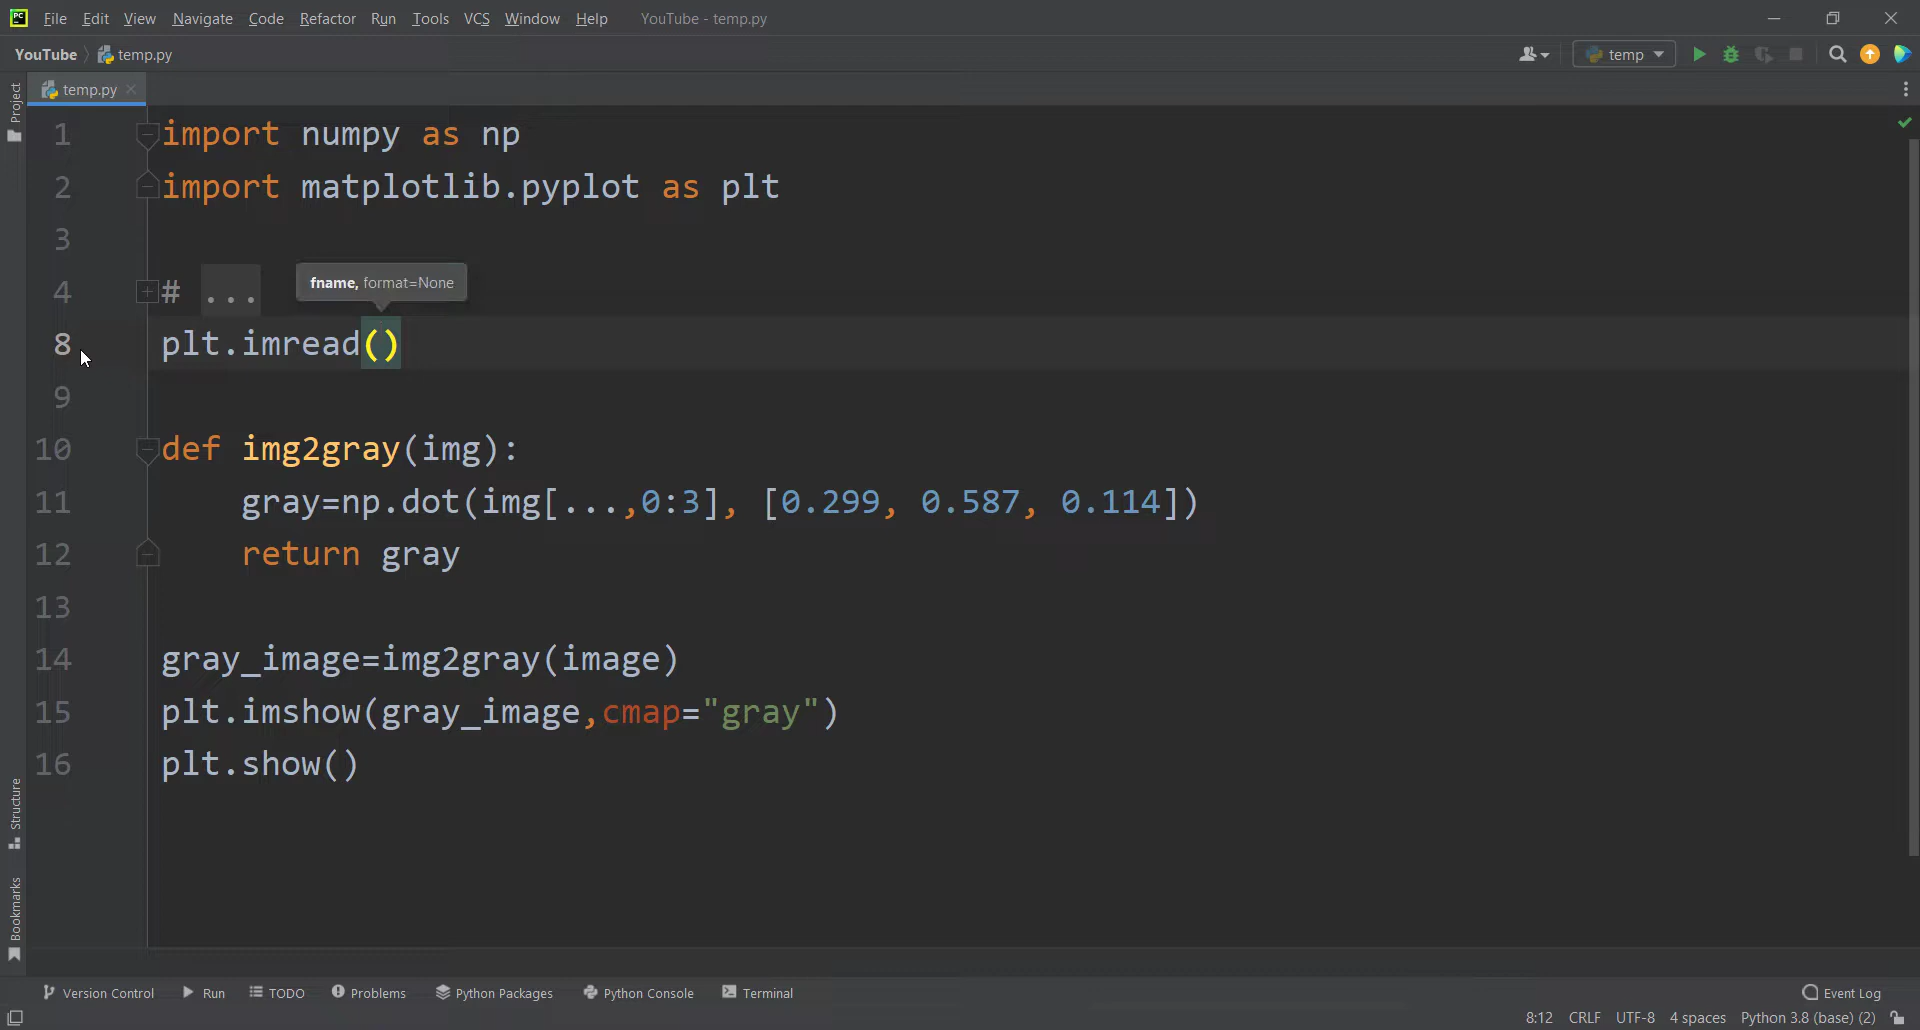 PC File Edit View Navigate Code Refactor Run Tools VCS Window Help YouTube - temp.py
YouTube temp.py temp
temp.py
Project
1 import numpy as np
2 import matplotlib.pyplot as plt
3
fname, format=None
4 # ...
8 plt.imread()
9
10 def img2gray(img):
11 gray=np.dot(img[...,0:3], [0.299, 0.587, 0.114])
12 return gray
13
14 gray_image=img2gray(image)
15 plt.imshow(gray_image,cmap="gray")
16 plt.show()
Structure
Bookmarks
Version Control Run TODO Problems Python Packages Python Console Terminal Event Log
8:12 CRLF UTF-8 4 spaces Python 3.8 (base) (2)